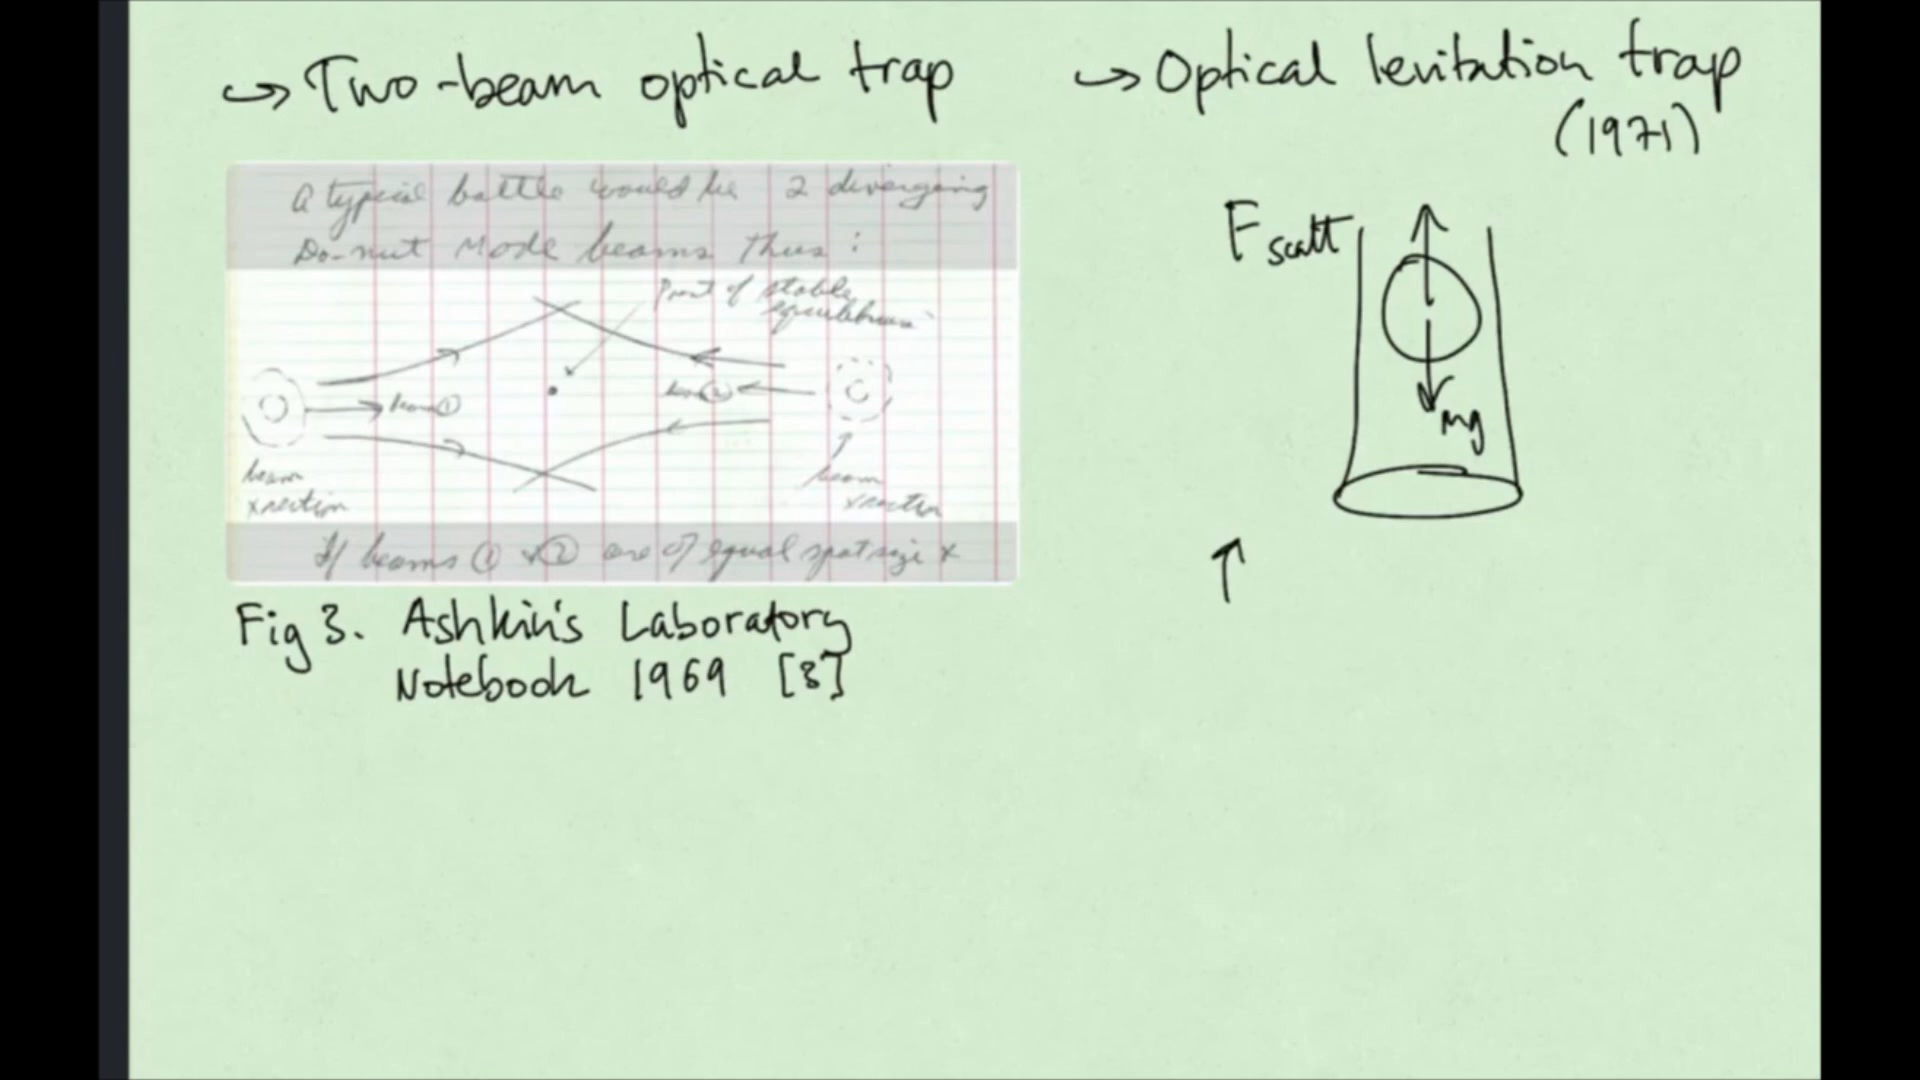 ↪ Two-beam optical trap
A typical bottle would be 2 diverging
Do-nut Mode beams thus:
Point of stable
equilibrium
beam ①
beam ②
beam
xsection
beam
xsection
If beams ① + ② are of equal spot size +
Fig 3. Ashkin's Laboratory
Notebook 1969 [3]
↪ Optical levitation trap
(1971)
F scatt
mg